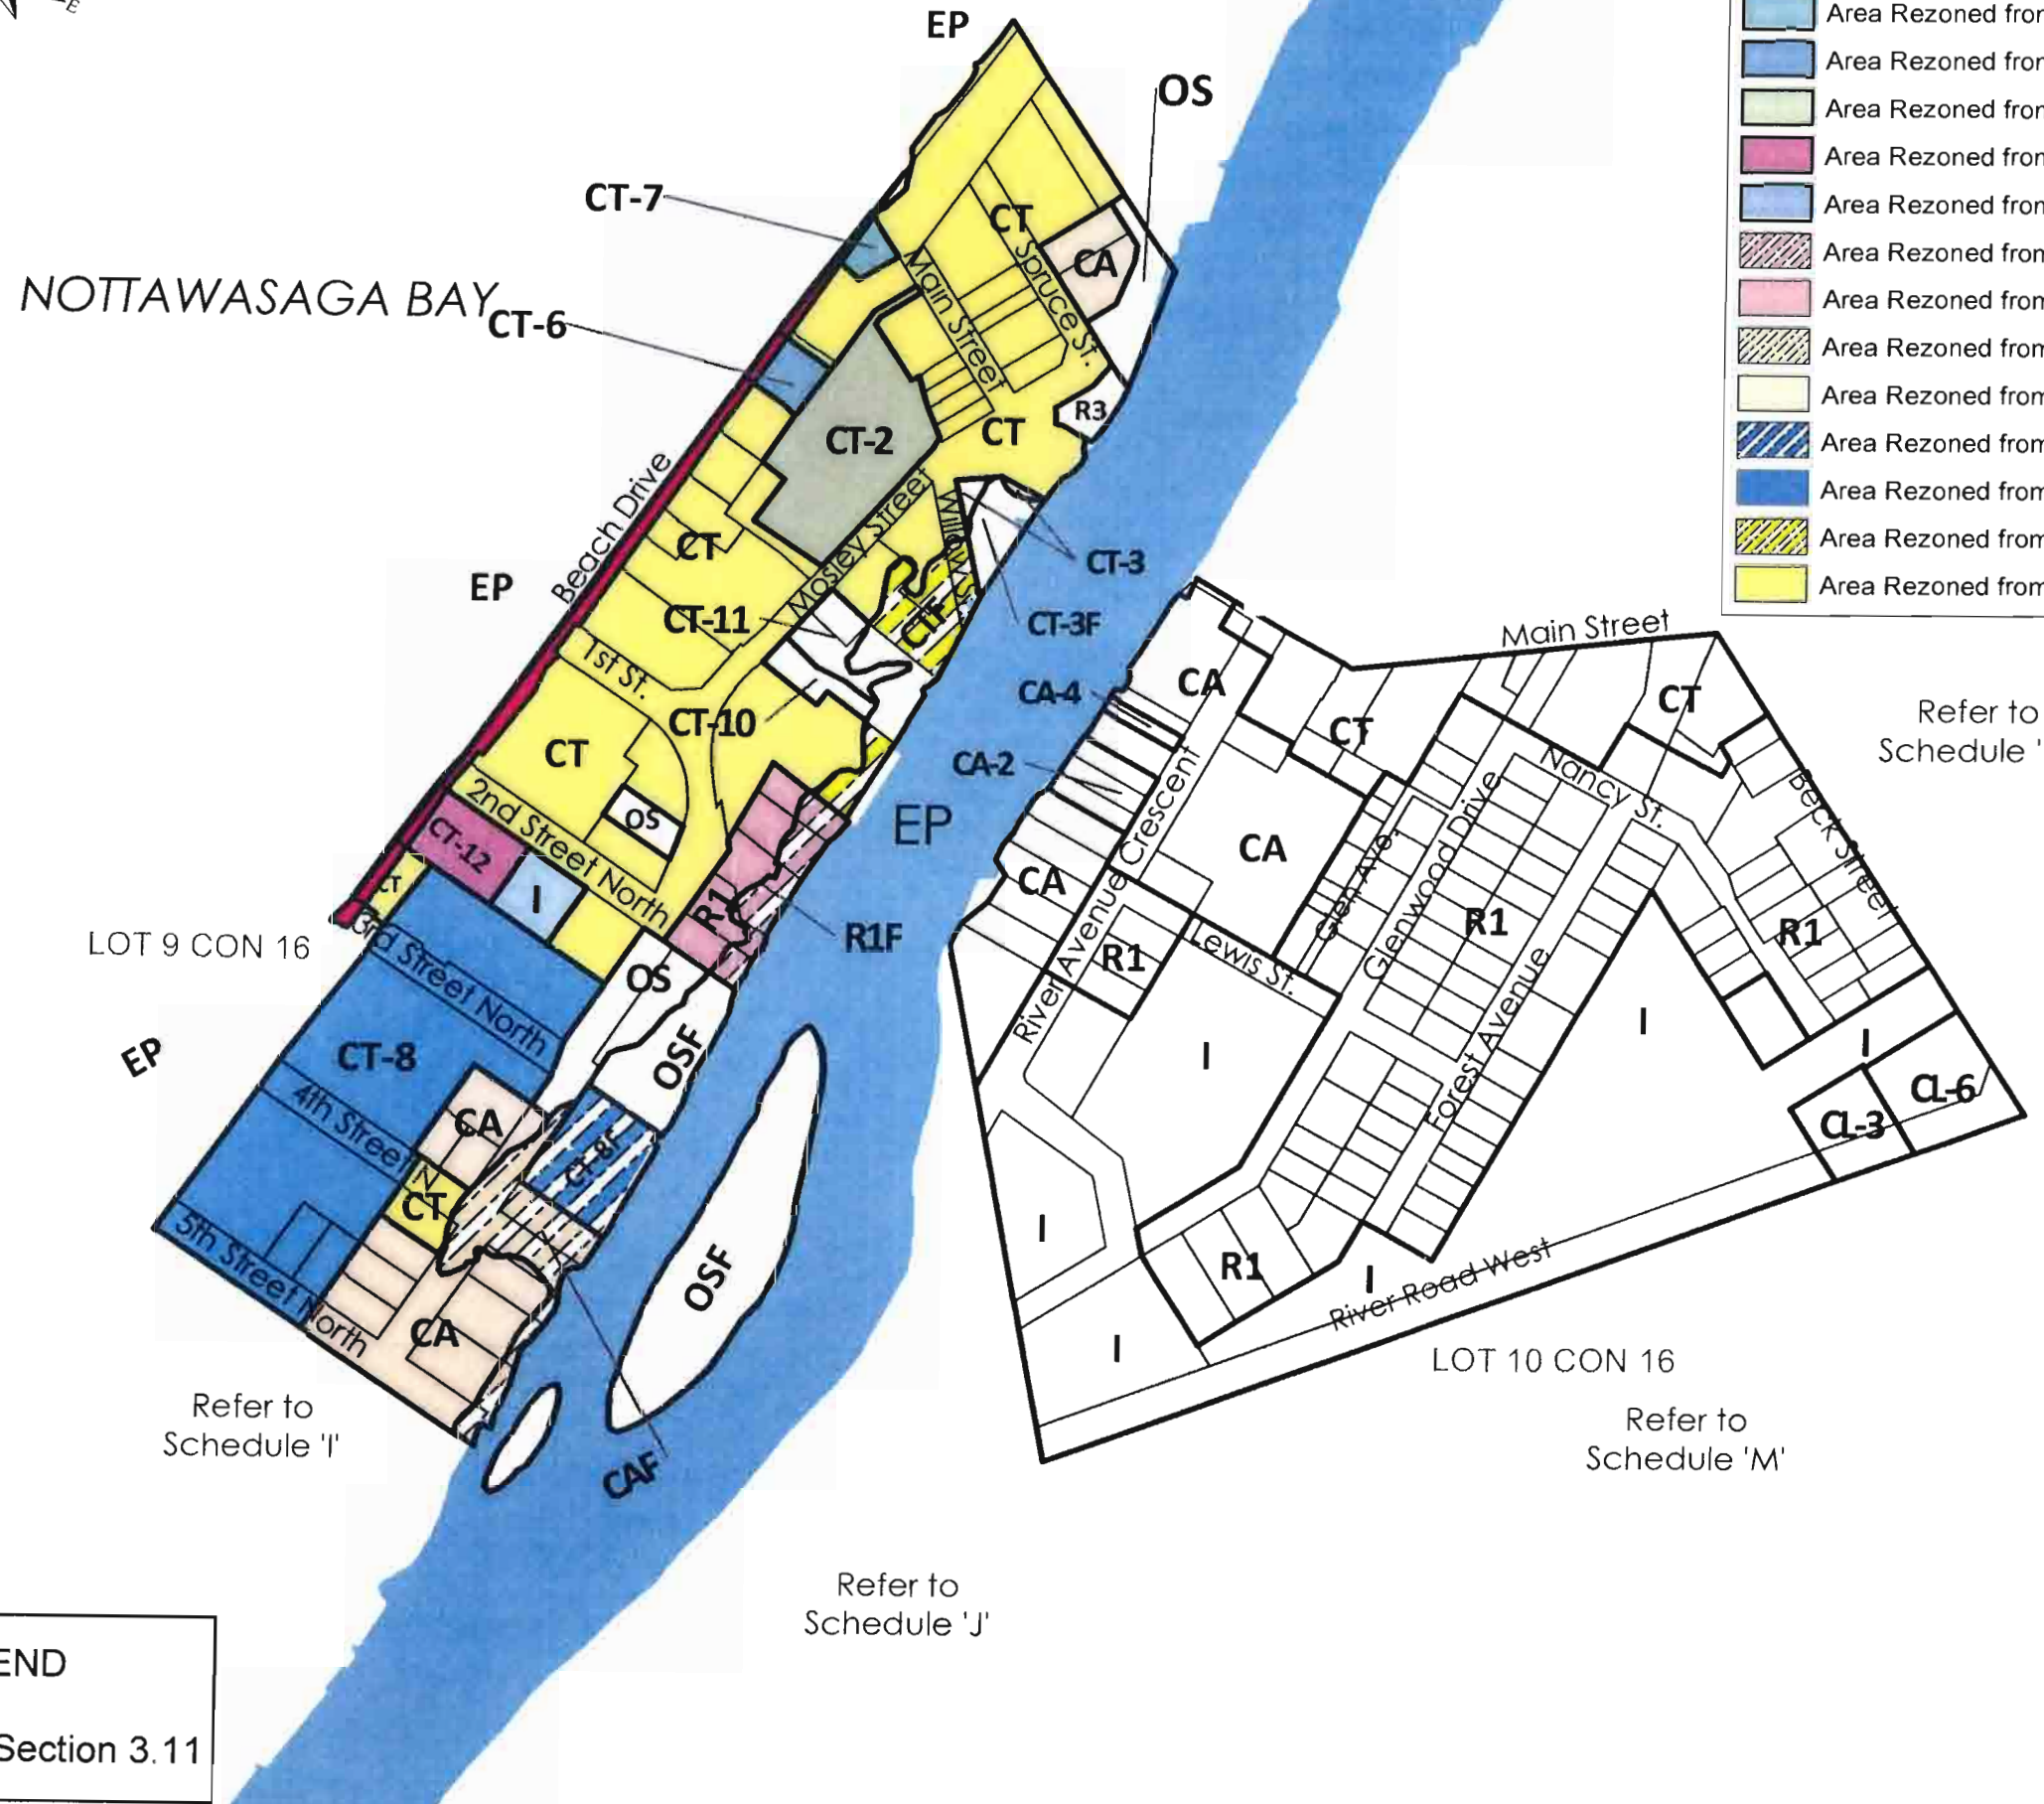 E
EP
OS
CT-7
CT
CA
Spruce St.
Main Street
NOTTAWASAGA BAY
CT-6
R3
CT-2
CT
Beach Drive
Mosley Street
CT
CT-3
EP
CT-11
CTF
CT-3F
1st St.
CA-4
CT-10
CT
CA-2
2nd Street North
OS
EP
CT-12
I
CT
R1
R1F
LOT 9 CON 16
3rd Street North
OS
OSF
EP
CT-8
4th Street N
CA
CT-8F
CT
5th Street North
CA
OSF
CAF
Refer to
Schedule 'I'
Refer to
Schedule 'J'
Main Street
CA
CT
CT
Refer to
Schedule '
Nancy St.
Crescent
CA
Beck Street
CA
Glen Ave.
Glenwood Drive
R1
R1
River Avenue
R1
Lewis St.
Forest Avenue
I
I
I
CL-6
CL-3
I
R1
I
River Road West
I
LOT 10 CON 16
Refer to
Schedule 'M'
Area Rezoned from
Area Rezoned from
Area Rezoned from
Area Rezoned from
Area Rezoned from
Area Rezoned from
Area Rezoned from
Area Rezoned from
Area Rezoned from
Area Rezoned from
Area Rezoned from
Area Rezoned from
Area Rezoned from
END
Section 3.11